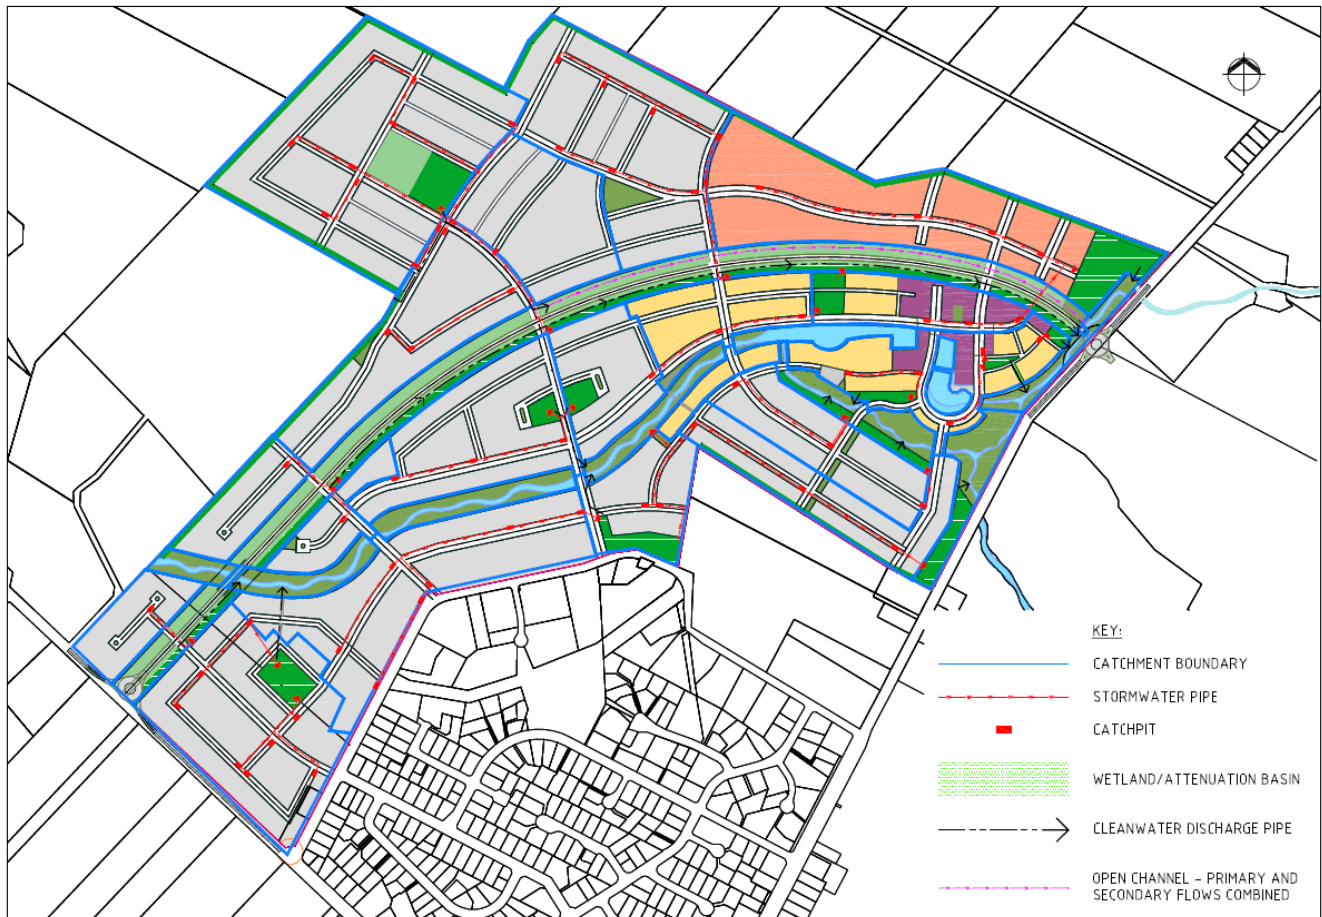 KEY:
CATCHMENT BOUNDARY
STORMWATER PIPE
CATCHPIT
WETLAND/ATTENUATION BASIN
CLEANWATER DISCHARGE PIPE
OPEN CHANNEL - PRIMARY AND
SECONDARY FLOWS COMBINED